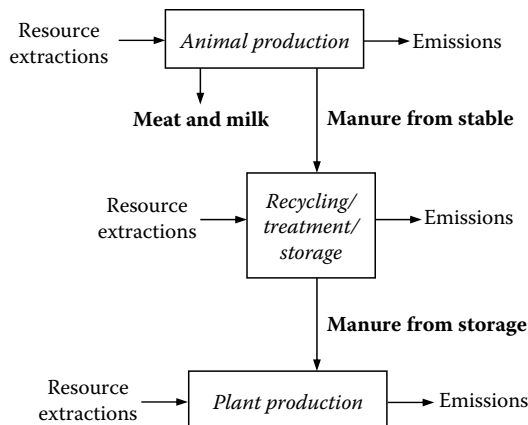 Resource
extractions
Animal production
Emissions
Meat and milk
Manure from stable
Resource
extractions
Recycling/
treatment/
storage
Emissions
Manure from storage
Resource
extractions
Plant production
Emissions